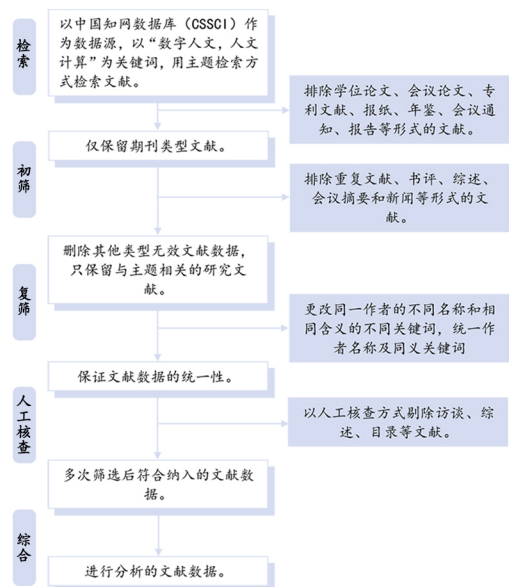 检索
以中国知网数据库（CSSCI）作
为数据源，以“数字人文，人文
计算”为关键词，用主题检索方
式检索文献。
排除学位论文、会议论文、专
利文献、报纸、年鉴、会议通
知、报告等形式的文献。
初筛
仅保留期刊类型文献。
排除重复文献、书评、综述、
会议摘要和新闻等形式的文
献。
复筛
删除其他类型无效文献数据，
只保留与主题相关的研究文
献。
更改同一作者的不同名称和相
同含义的不同关键词，统一作
者名称及同义关键词
保证文献数据的统一性。
人工核查
以人工核查方式剔除访谈、综
述、目录等文献。
多次筛选后符合纳入的文献数
据。
综合
进行分析的文献数据。